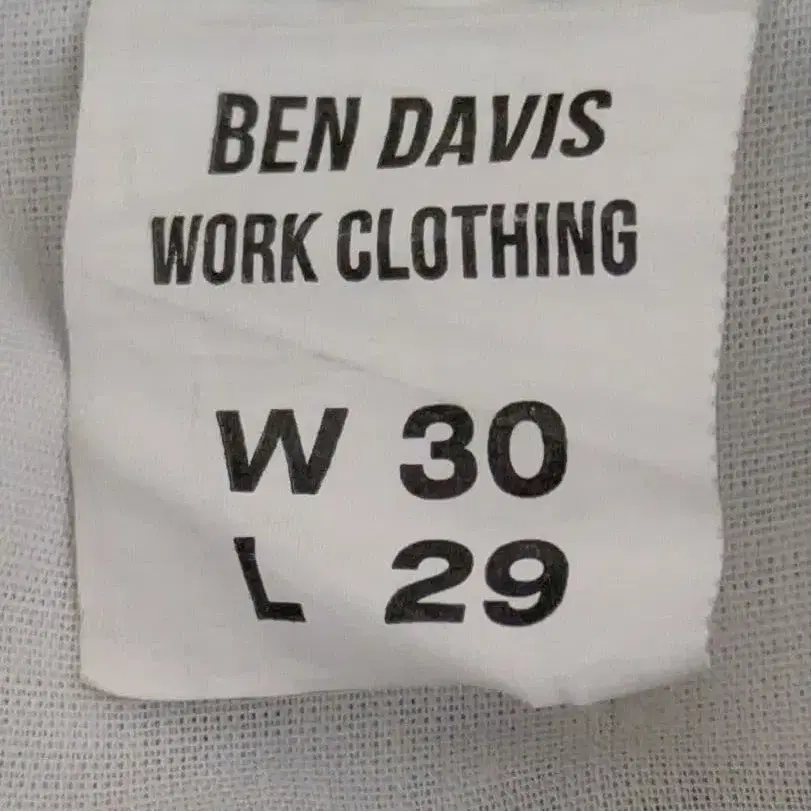 BEN DAVIS
WORK CLOTHING
W 30
L 29